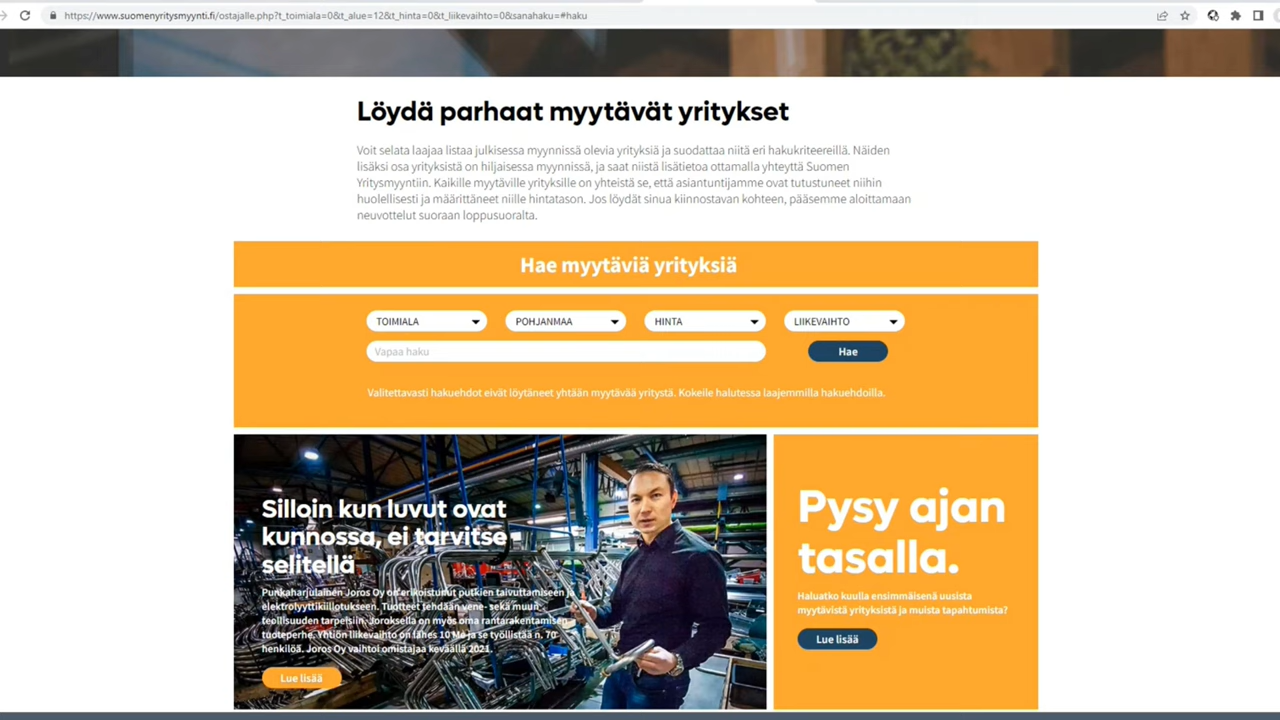 https://www.suomenyritysmyynti.fi/ostajalle.php?t_toimiala=0&t_alue=12&t_hinta=0&t_liikevaihto=0&sanahaku=#haku
Löydä parhaat myytävät yritykset
Voit selata laajaa listaa julkisessa myynnissä olevia yrityksiä ja suodattaa niitä eri hakukriteereillä. Näiden
lisäksi osa yrityksistä on hiljaisessa myynnissä, ja saat niistä lisätietoa ottamalla yhteyttä Suomen
Yritysmyyntiin. Kaikille myytäville yrityksille on yhteistä se, että asiantuntijamme ovat tutustuneet niihin
huolellisesti ja määrittäneet niille hintatason. Jos löydät sinua kiinnostavan kohteen, pääsemme aloittamaan
neuvottelut suoraan loppusuoralta.
Hae myytäviä yrityksiä
TOIMIALA POHJANMAA HINTA LIIKEVAIHTO
Vapaa haku Hae
Valitettavasti hakuehdot eivät löytäneet yhtään myytävää yritystä. Kokeile halutessa laajemmilla hakuehdoilla.
Silloin kun luvut ovat
kunnossa, ei tarvitse
selitellä
Punkaharjulainen Joros Oy on erikoistunut putkien taivuttamiseen ja
elektrolyyttikiillotukseen. Tuotteet tehdään vene- sekä muun
teollisuuden tarpeisiin. Joroksella on myös oma rantarakentamisen
tuoteperhe. Yhtiön liikevaihto on lähes 10 M€ ja se työllistää n. 70
henkilöä. Joros Oy vaihtoi omistajaa keväällä 2021.
Lue lisää
Pysy ajan
tasalla.
Haluatko kuulla ensimmäisenä uusista
myytävistä yrityksistä ja muista tapahtumista?
Lue lisää